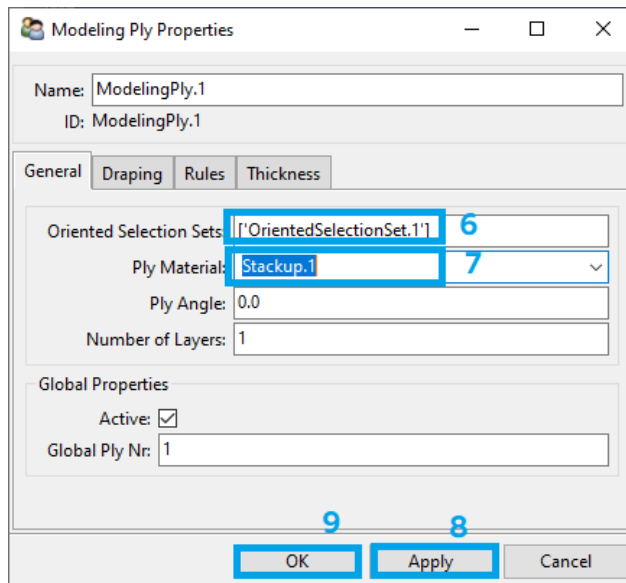 Modeling Ply Properties
Name: ModelingPly.1
ID: ModelingPly.1
General Draping Rules Thickness
Oriented Selection Sets: ['OrientedSelectionSet.1'] 6
Ply Material: Stackup.1 7
Ply Angle: 0.0
Number of Layers: 1
Global Properties
Active:
Global Ply Nr: 1
9 8
OK Apply Cancel